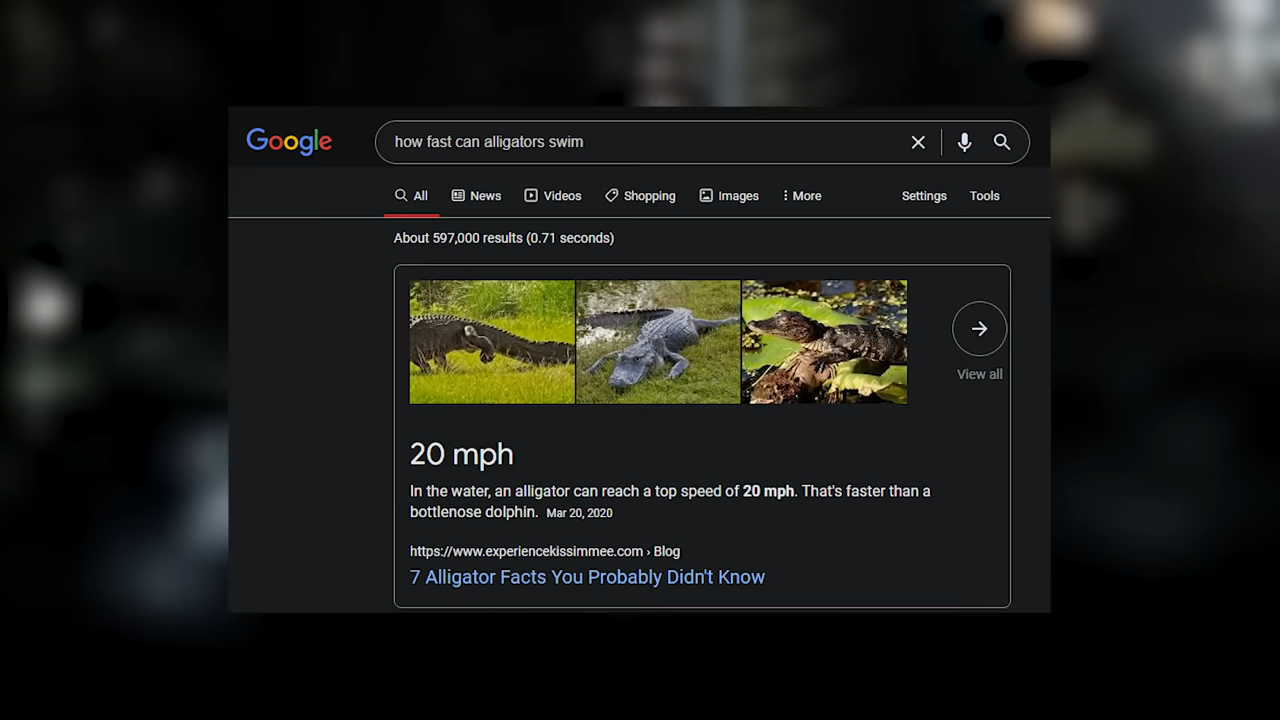 Google
how fast can alligators swim
All News Videos Shopping Images More Settings Tools
About 597,000 results (0.71 seconds)
View all
20 mph
In the water, an alligator can reach a top speed of 20 mph. That's faster than a
bottlenose dolphin. Mar 20, 2020
https://www.experiencekissimmee.com › Blog
7 Alligator Facts You Probably Didn't Know